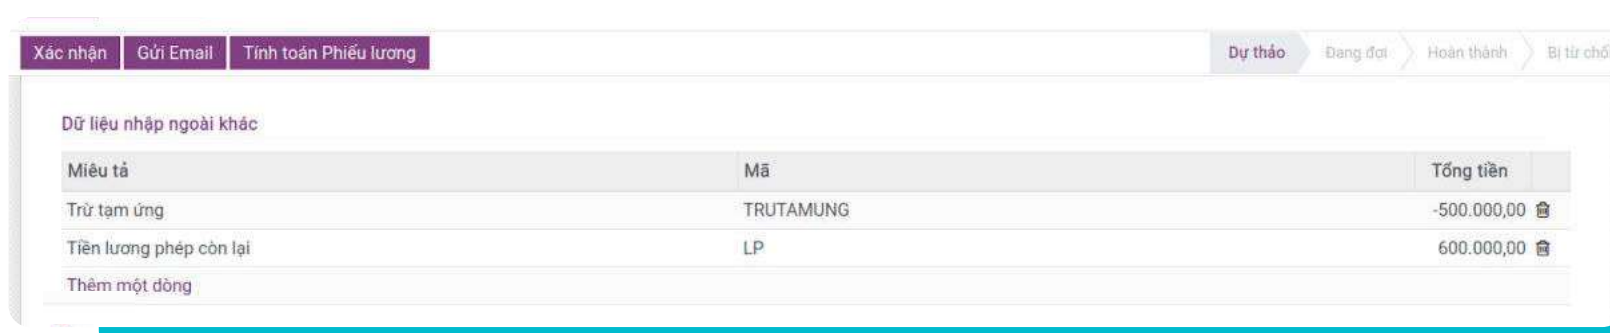 Xác nhận Gửi Email Tính toán Phiếu lương Dự thảo Đang đợi Hoàn thành Bị từ chố
Dữ liệu nhập ngoài khác
Miêu tả Mã Tổng tiền
Trừ tạm ứng TRUTAMUNG -500.000,00
Tiền lương phép còn lại LP 600.000,00
Thêm một dòng